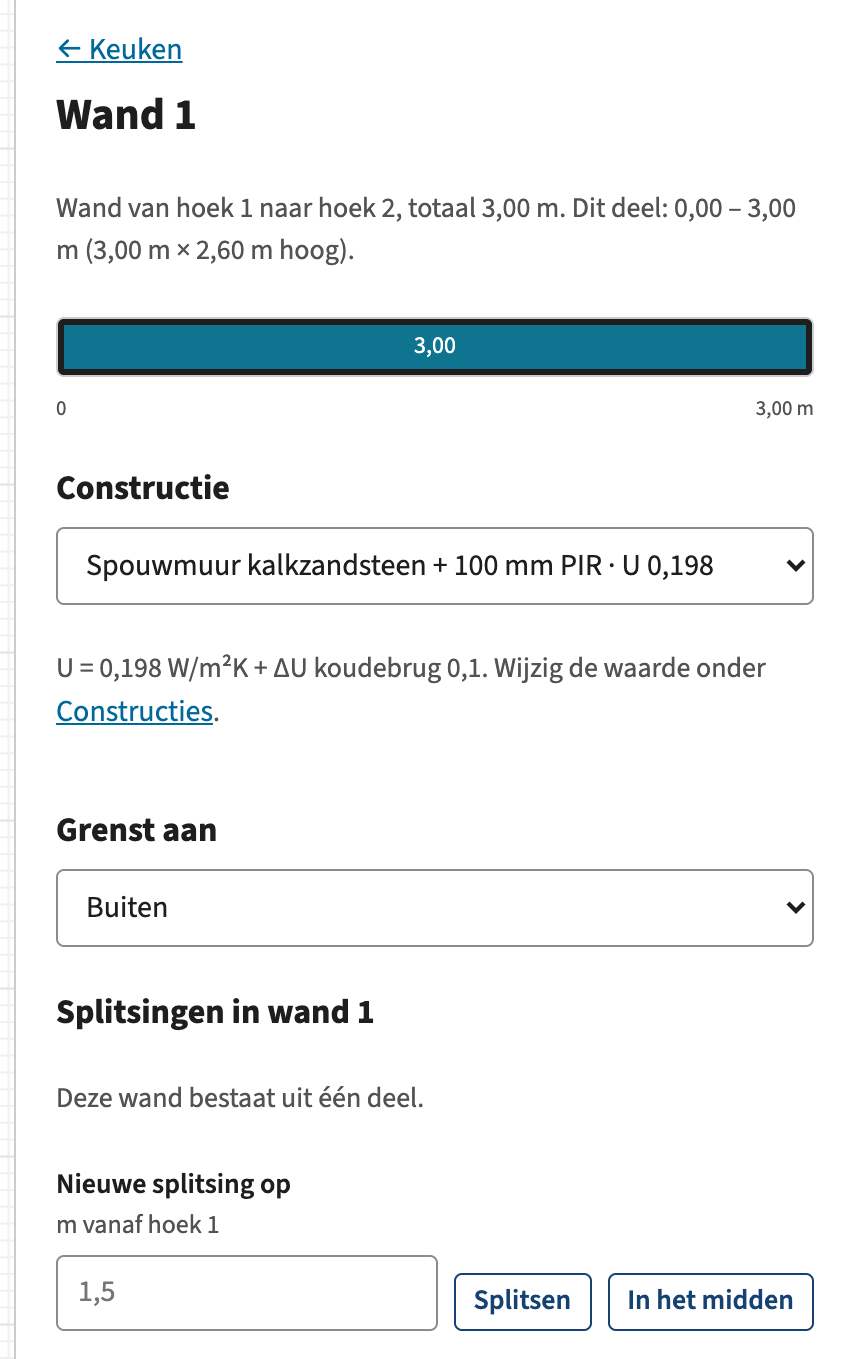 ← Keuken
Wand 1
Wand van hoek 1 naar hoek 2, totaal 3,00 m. Dit deel: 0,00 – 3,00
m (3,00 m × 2,60 m hoog).
3,00
0
3,00 m
Constructie
Spouwmuur kalkzandsteen + 100 mm PIR · U 0,198
U = 0,198 W/m²K + ΔU koudebrug 0,1. Wijzig de waarde onder
Constructies.
Grenst aan
Buiten
Splitsingen in wand 1
Deze wand bestaat uit één deel.
Nieuwe splitsing op
m vanaf hoek 1
1,5
Splitsen
In het midden